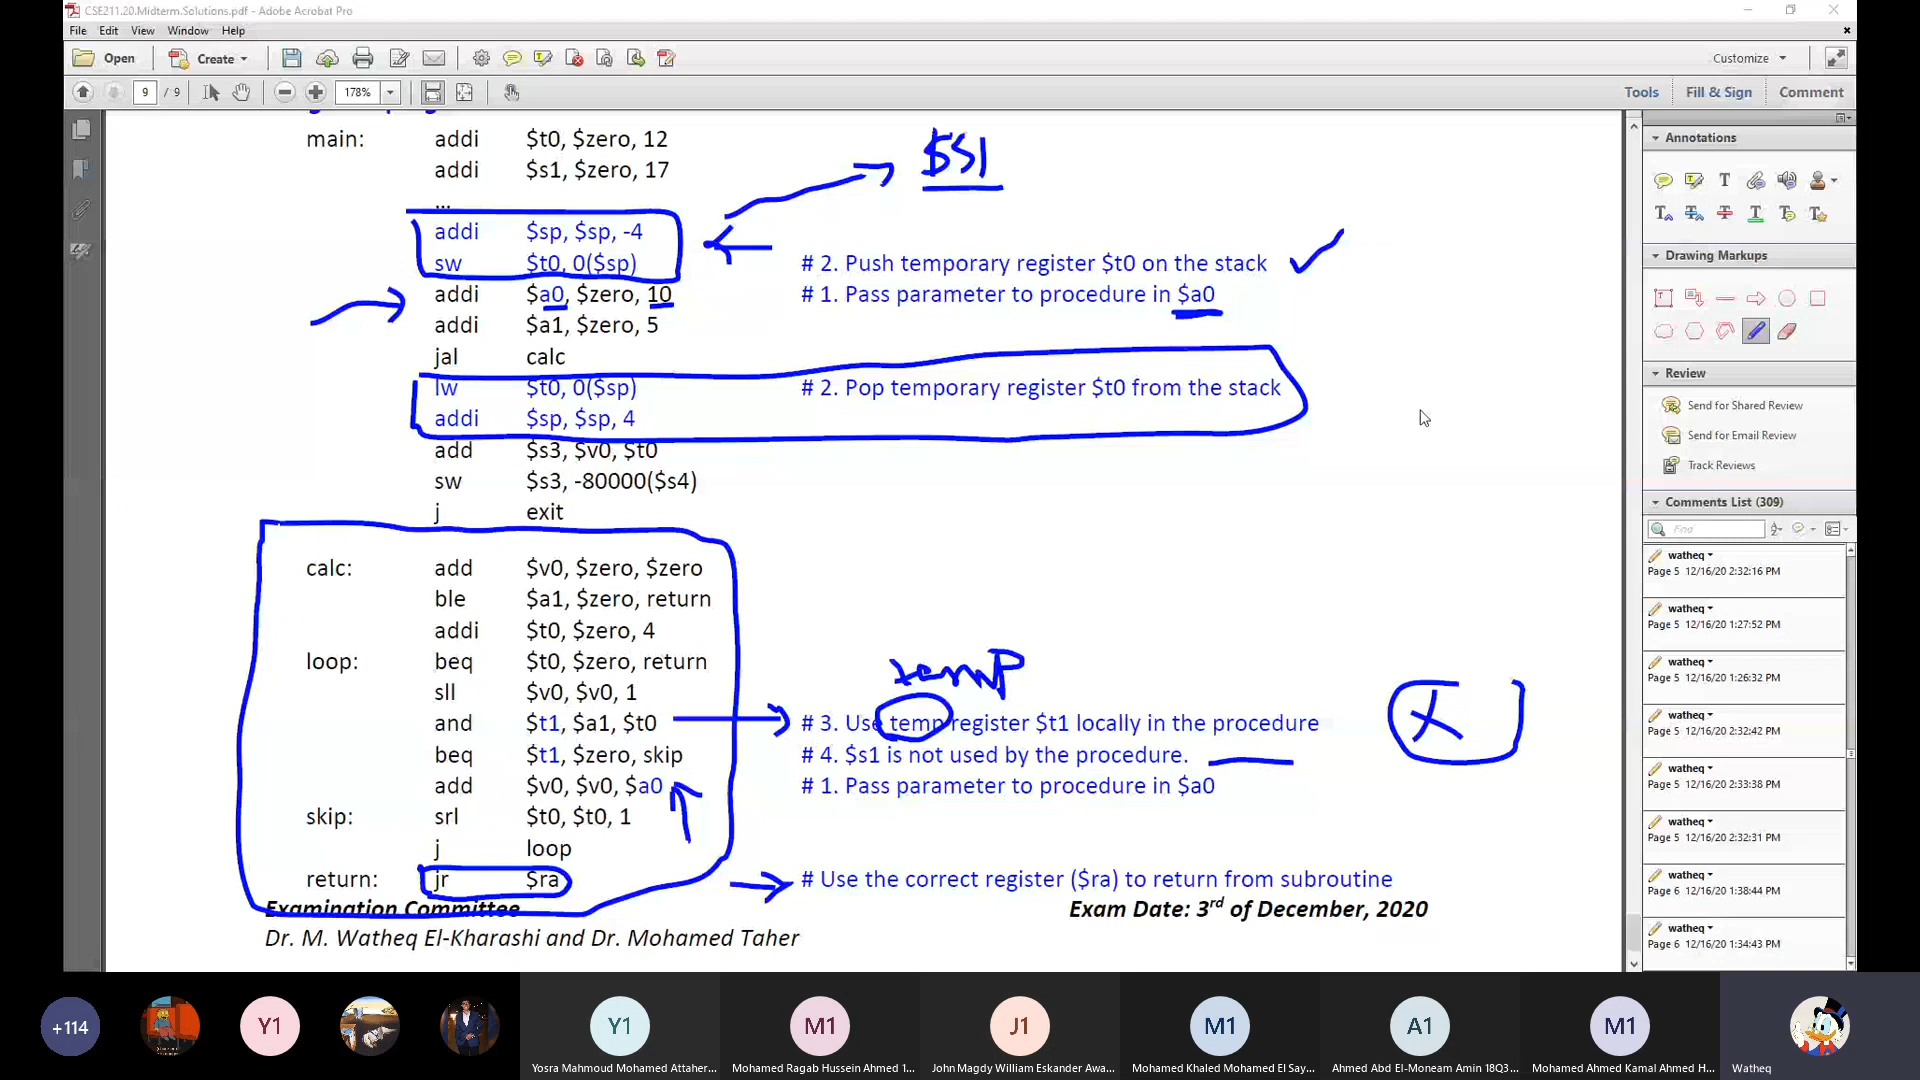 CSE211.20.Midterm.Solutions.pdf - Adobe Acrobat Pro
File Edit View Window Help
Open Create Customize
9 / 9 178% Tools Fill & Sign Comment
main: addi $t0, $zero, 12
addi $s1, $zero, 17
...
addi $sp, $sp, -4
sw $t0, 0($sp) # 2. Push temporary register $t0 on the stack
addi $a0, $zero, 10 # 1. Pass parameter to procedure in $a0
addi $a1, $zero, 5
jal calc
lw $t0, 0($sp) # 2. Pop temporary register $t0 from the stack
addi $sp, $sp, 4
add $s3, $v0, $t0
sw $s3, -80000($s4)
j exit
calc: add $v0, $zero, $zero
ble $a1, $zero, return
addi $t0, $zero, 4
loop: beq $t0, $zero, return
sll $v0, $v0, 1
and $t1, $a1, $t0 # 3. Use temp register $t1 locally in the procedure
beq $t1, $zero, skip # 4. $s1 is not used by the procedure.
add $v0, $v0, $a0 # 1. Pass parameter to procedure in $a0
skip: srl $t0, $t0, 1
j loop
return: jr $ra # Use the correct register ($ra) to return from subroutine
Examination Committee Exam Date: 3rd of December, 2020
Dr. M. Watheq El-Kharashi and Dr. Mohamed Taher
$S1
temp
X
Annotations
Drawing Markups
Review
Send for Shared Review
Send for Email Review
Track Reviews
Comments List (309)
Find
watheq
Page 5 12/16/20 2:32:16 PM
watheq
Page 5 12/16/20 1:27:52 PM
watheq
Page 5 12/16/20 1:26:32 PM
watheq
Page 5 12/16/20 2:32:42 PM
watheq
Page 5 12/16/20 2:33:38 PM
watheq
Page 5 12/16/20 2:32:31 PM
watheq
Page 6 12/16/20 1:38:44 PM
watheq
Page 6 12/16/20 1:34:43 PM
+114 Y1 Y1 M1 J1 M1 A1 M1
Yosra Mahmoud Mohamed Attaher... Mohamed Ragab Hussein Ahmed 1... John Magdy William Eskander Awa... Mohamed Khaled Mohamed El Say... Ahmed Abd El-Moneam Amin 18Q3... Mohamed Ahmed Kamal Ahmed H... Watheq